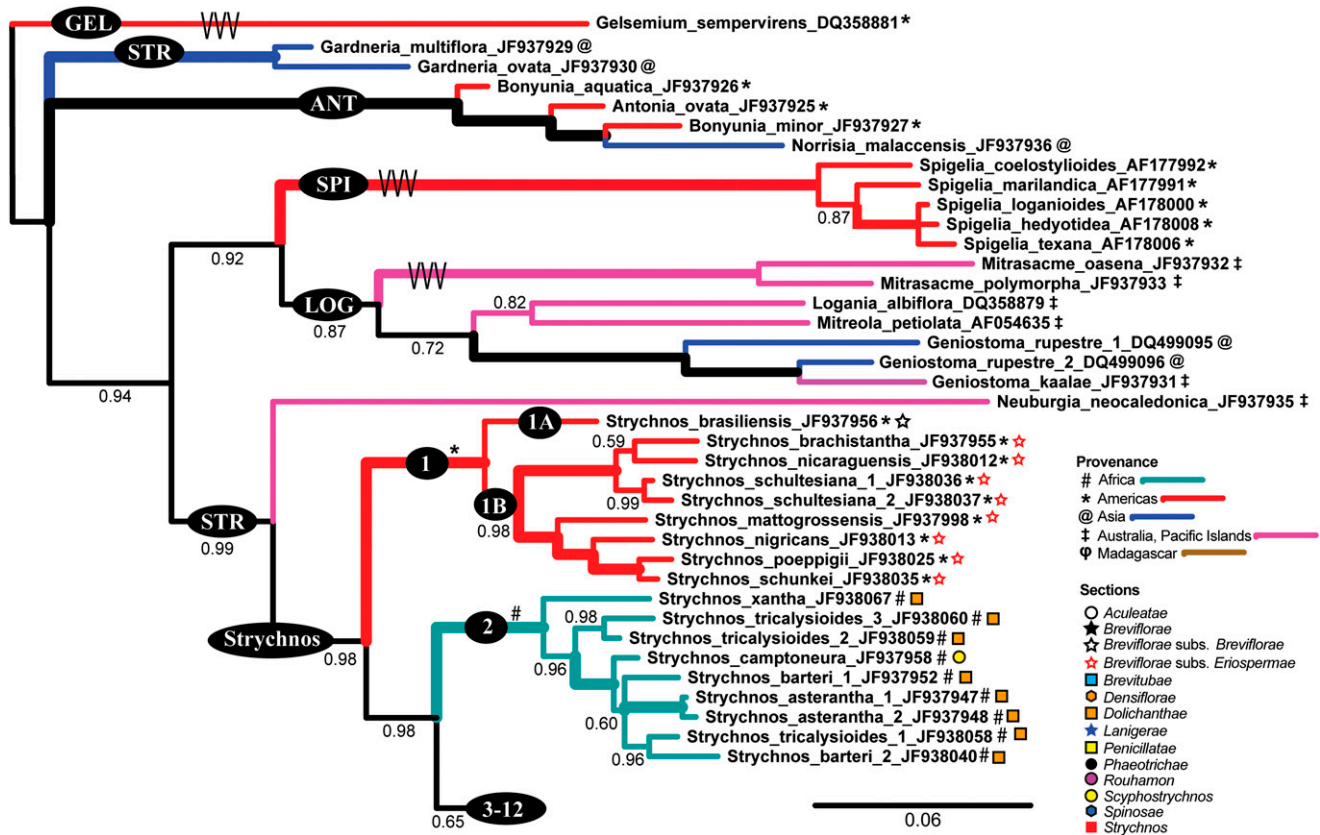 GEL
Gelsemium_sempervirens_DQ358881 *
STR
Gardneria_multiflora_JF937929 @
Gardneria_ovata_JF937930 @
Bonyunia_aquatica_JF937926 *
ANT
Antonia_ovata_JF937925 *
Bonyunia_minor_JF937927 *
Norrisia_malaccensis_JF937936 @
Spigelia_coelostylioides_AF177992 *
SPI
Spigelia_marilandica_AF177991 *
Spigelia_loganioides_AF178000 *
0.87
Spigelia_hedyotidea_AF178008 *
Spigelia_texana_AF178006 *
0.92
Mitrasacme_oasena_JF937932 ‡
Mitrasacme_polymorpha_JF937933 ‡
LOG
0.82
Logania_albiflora_DQ358879 ‡
0.87
Mitreola_petiolata_AF054635 ‡
0.72
Geniostoma_rupestre_1_DQ499095 @
Geniostoma_rupestre_2_DQ499096 @
0.94
Geniostoma_kaalae_JF937931 ‡
Neuburgia_neocaledonica_JF937935 ‡
1A
Strychnos_brasiliensis_JF937956 *
0.59
Strychnos_brachistantha_JF937955 *
1 *
Strychnos_nicaraguensis_JF938012 *
Strychnos_schultesiana_1_JF938036 *
1B
0.99
Strychnos_schultesiana_2_JF938037 *
STR
0.98
Strychnos_mattogrossensis_JF937998 *
0.99
Strychnos_nigricans_JF938013 *
Strychnos_poeppigii_JF938025 *
Strychnos_schunkei_JF938035 *
Strychnos_xantha_JF938067 #
2 #
0.98
Strychnos_tricalysioides_3_JF938060 #
Strychnos
Strychnos_tricalysioides_2_JF938059 #
0.98
0.96
Strychnos_camptoneura_JF937958 #
Strychnos_barteri_1_JF937952 #
Strychnos_asterantha_1_JF937947 #
0.98
0.60
Strychnos_asterantha_2_JF937948 #
Strychnos_tricalysioides_1_JF938058 #
0.96
Strychnos_barteri_2_JF938040 #
3-12
0.65
0.06
Provenance
# Africa
* Americas
@ Asia
‡ Australia, Pacific Islands
φ Madagascar
Sections
Aculeatae
Breviflorae
Breviflorae subs. Breviflorae
Breviflorae subs. Eriospermae
Brevitubae
Densiflorae
Dolichanthae
Lanigerae
Penicillatae
Phaeotrichae
Rouhamon
Scyphostrychnos
Spinosae
Strychnos